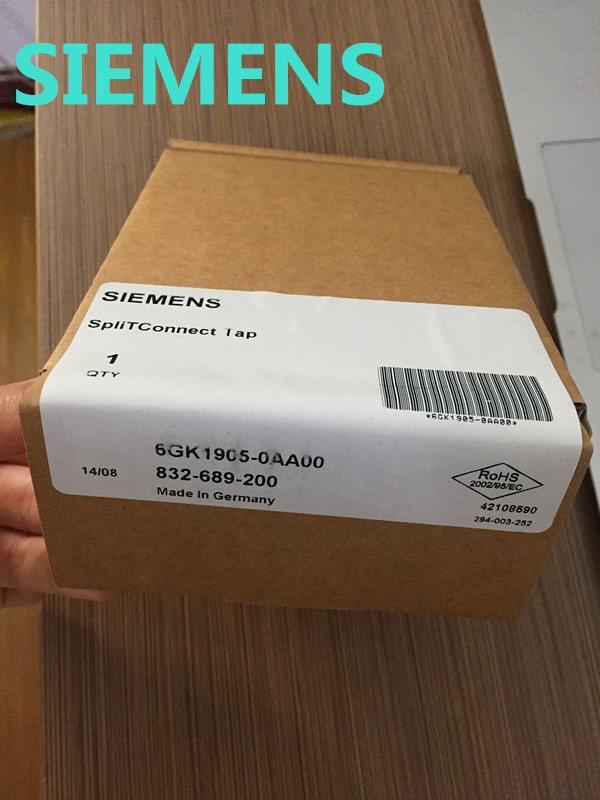 SIEMENS
SIEMENS
SpliTConnect Tap
1
QTY
*6GK1905-0AA00*
6GK1905-0AA00
14/08
832-689-200
Made in Germany
RoHS
2002/95/EC
42108590
294-003-252